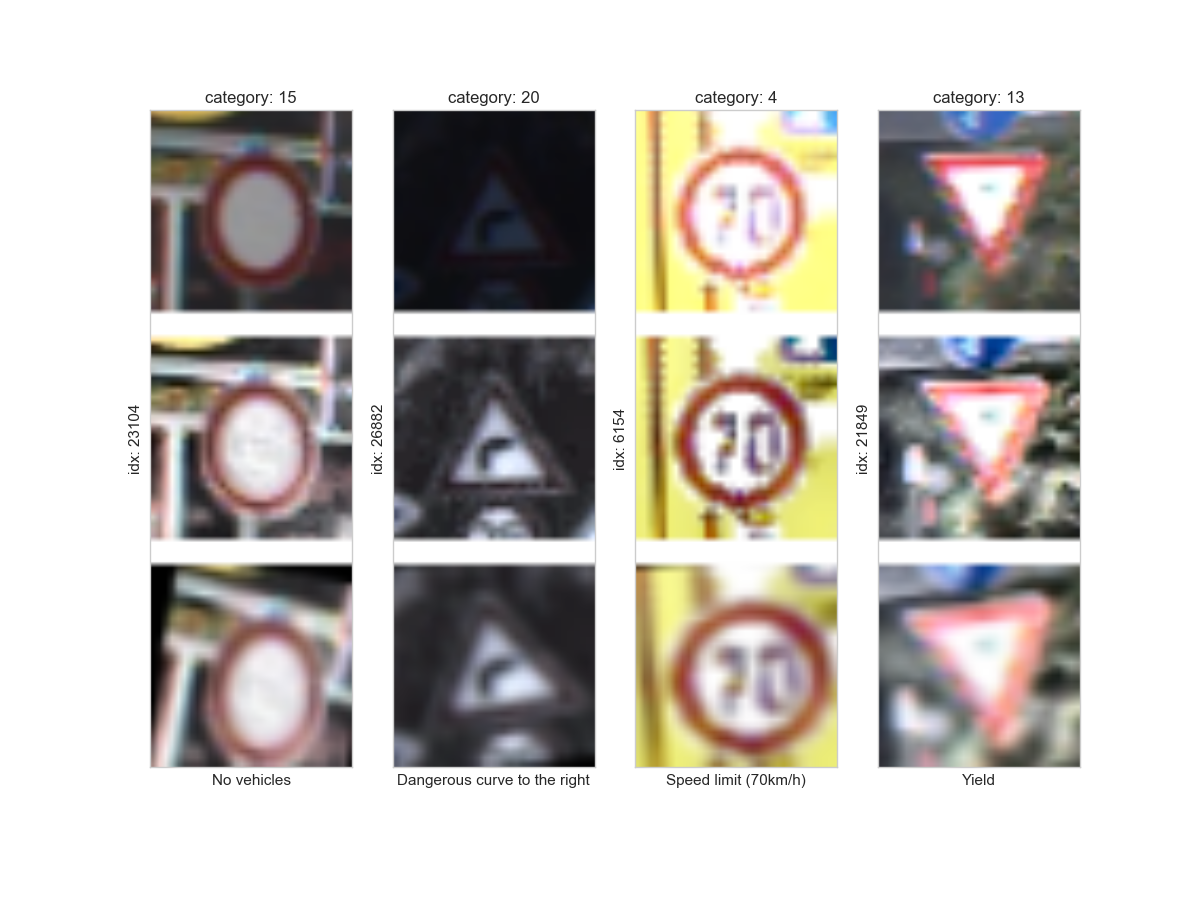 category: 15
category: 20
category: 4
category: 13
idx: 23104
idx: 26882
idx: 6154
idx: 21849
70
70
70
No vehicles
Dangerous curve to the right
Speed limit (70km/h)
Yield